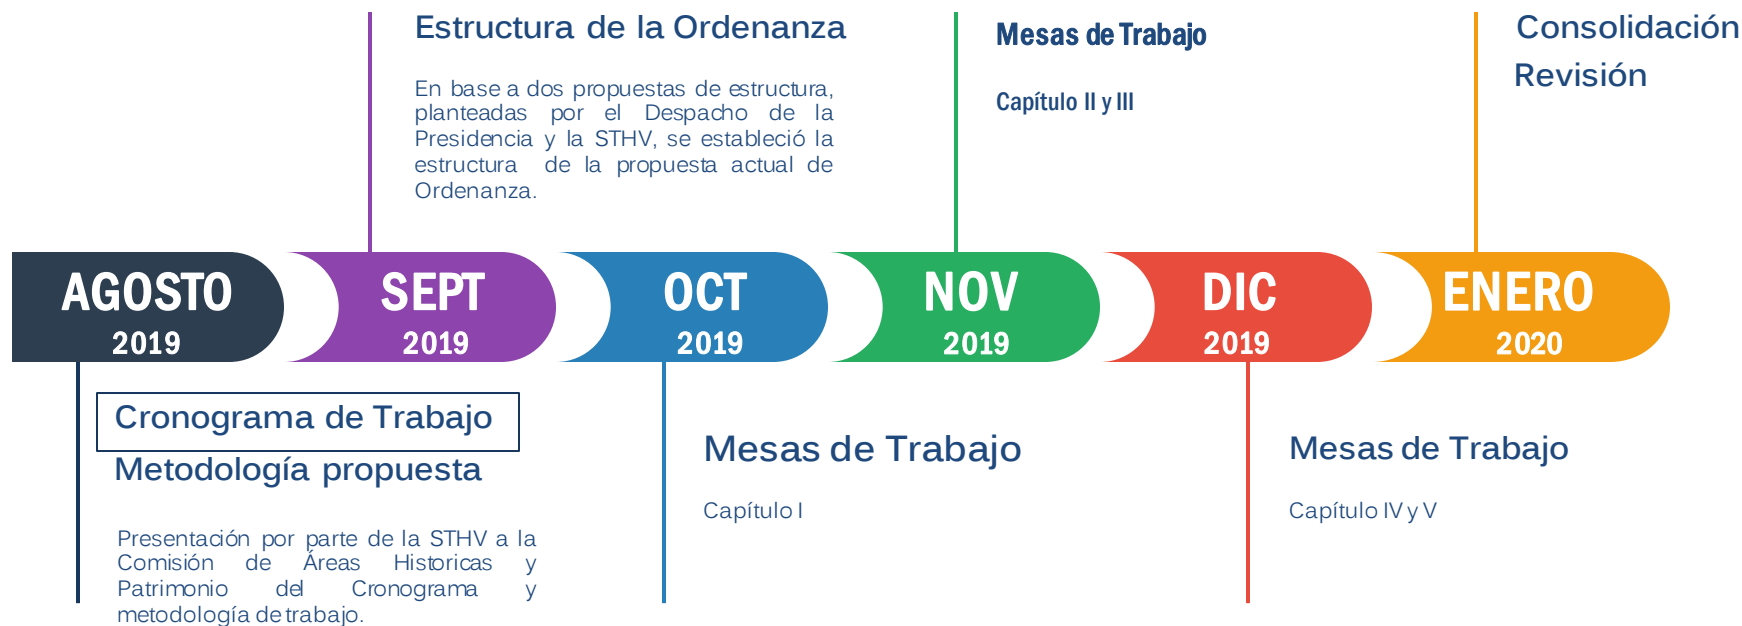 Estructura de la Ordenanza
En base a dos propuestas de estructura,
planteadas por el Despacho de la
Presidencia y la STHV, se estableció la
estructura de la propuesta actual de
Ordenanza.
Mesas de Trabajo
Capítulo II y III
Consolidación
Revisión
AGOSTO
2019
SEPT
2019
OCT
2019
NOV
2019
DIC
2019
ENERO
2020
Cronograma de Trabajo
Metodología propuesta
Presentación por parte de la STHV a la
Comisión de Áreas Historicas y
Patrimonio del Cronograma y
metodología de trabajo.
Mesas de Trabajo
Capítulo I
Mesas de Trabajo
Capítulo IV y V